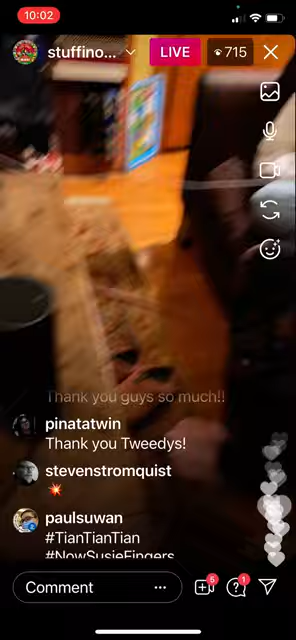 10:02
stuffino...
LIVE
715
Thank you guys so much!!
pinatatwin
Thank you Tweedys!
stevenstromquist
paulsuwan
#TianTianTian
#NowSusieFingers
Comment
5
1